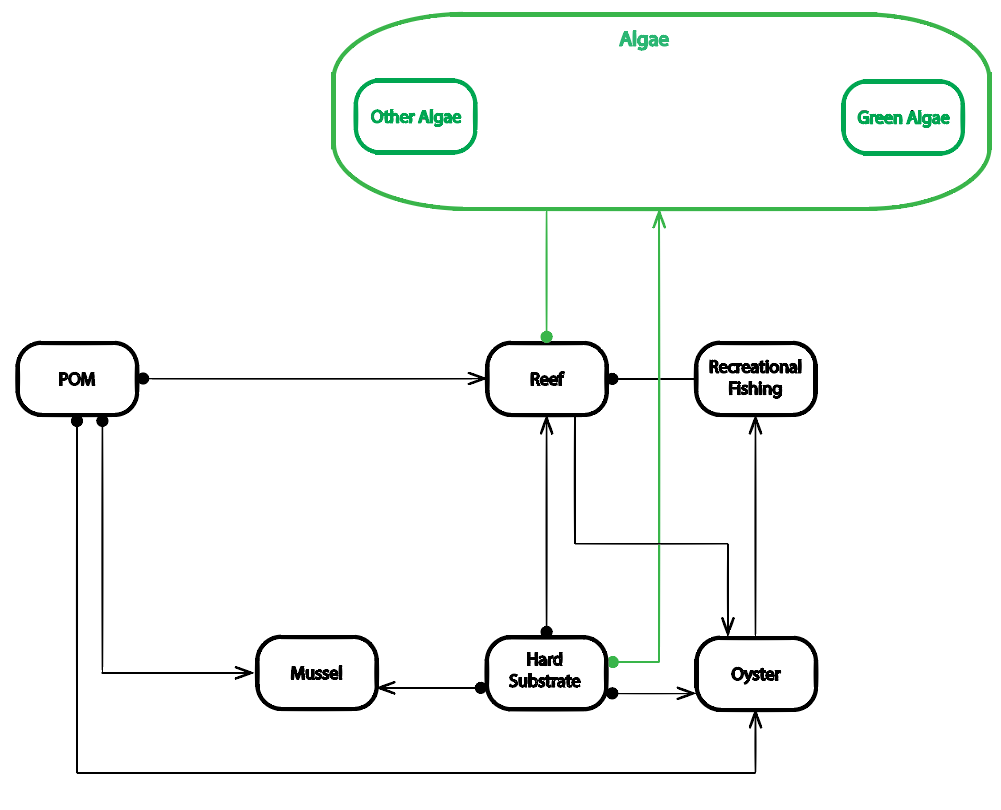 Algae
Other Algae
Green Algae
POM
Reef
Recreational
Fishing
Mussel
Hard
Substrate
Oyster